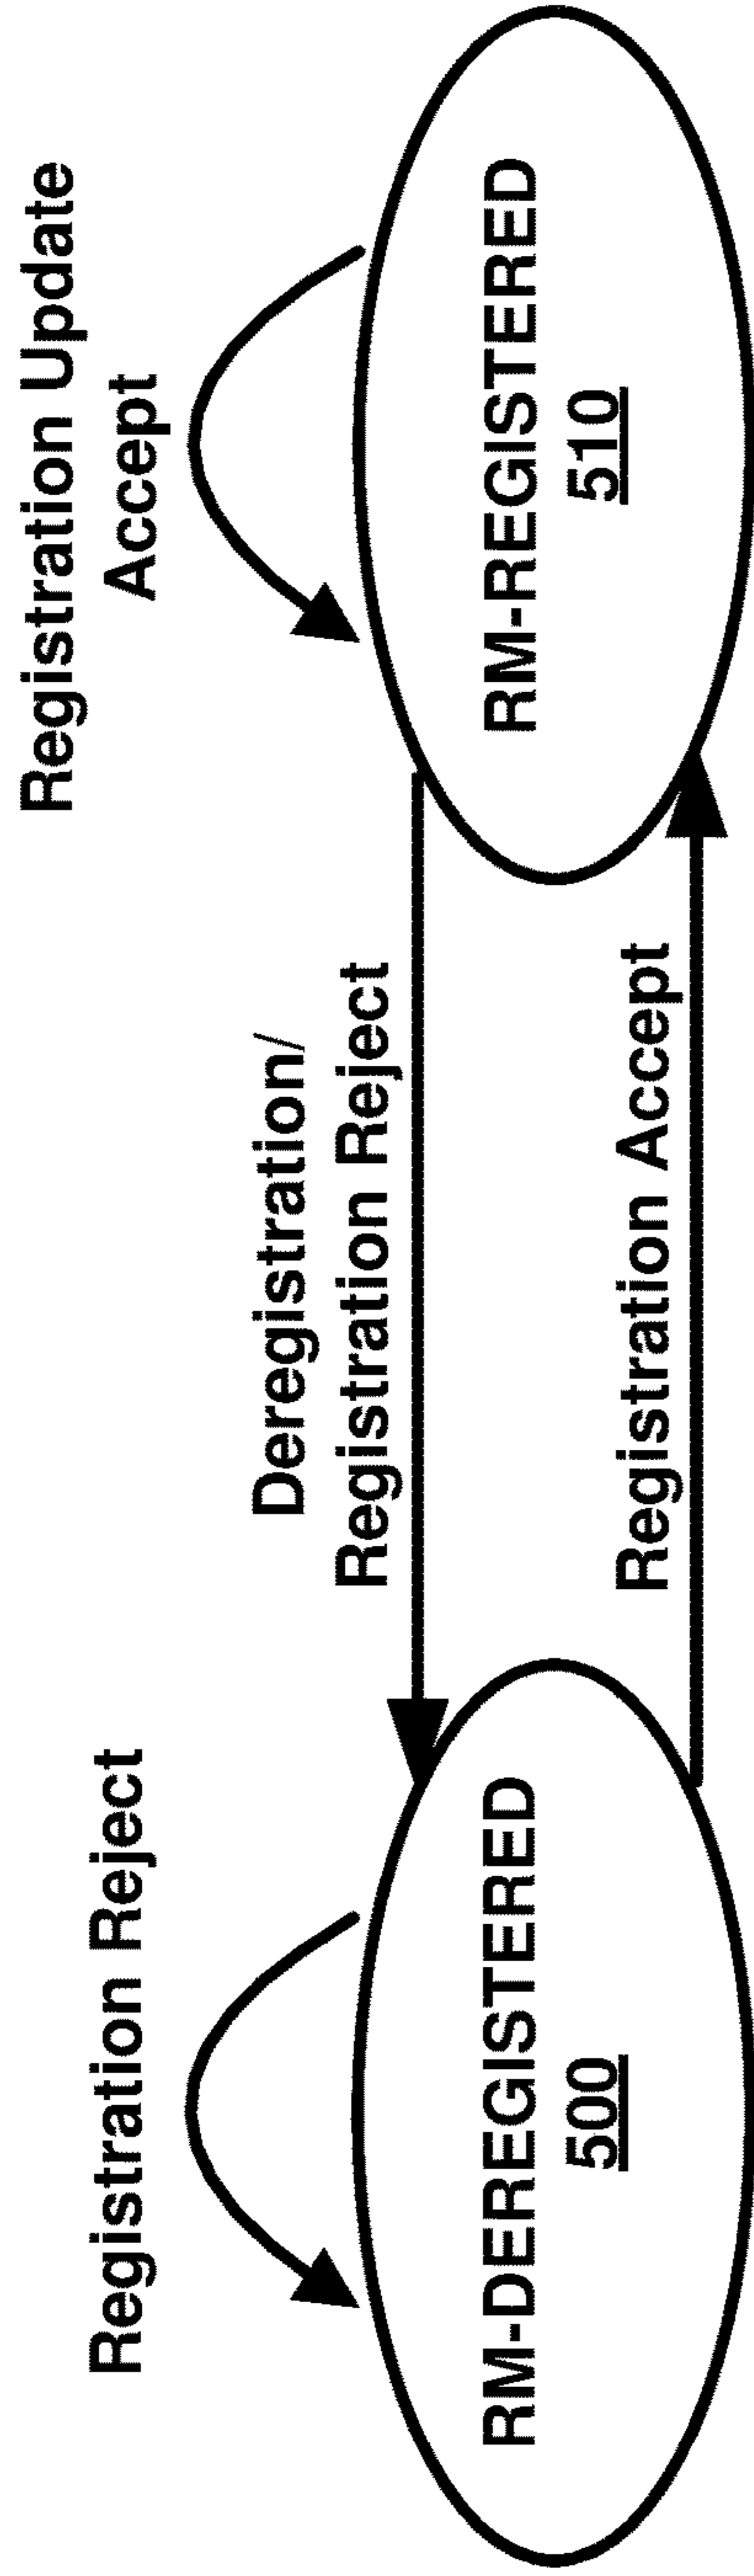 Registration Reject
RM-DEREGISTERED
500
Deregistration/
Registration Reject
Registration Accept
Registration Update
Accept
RM-REGISTERED
510